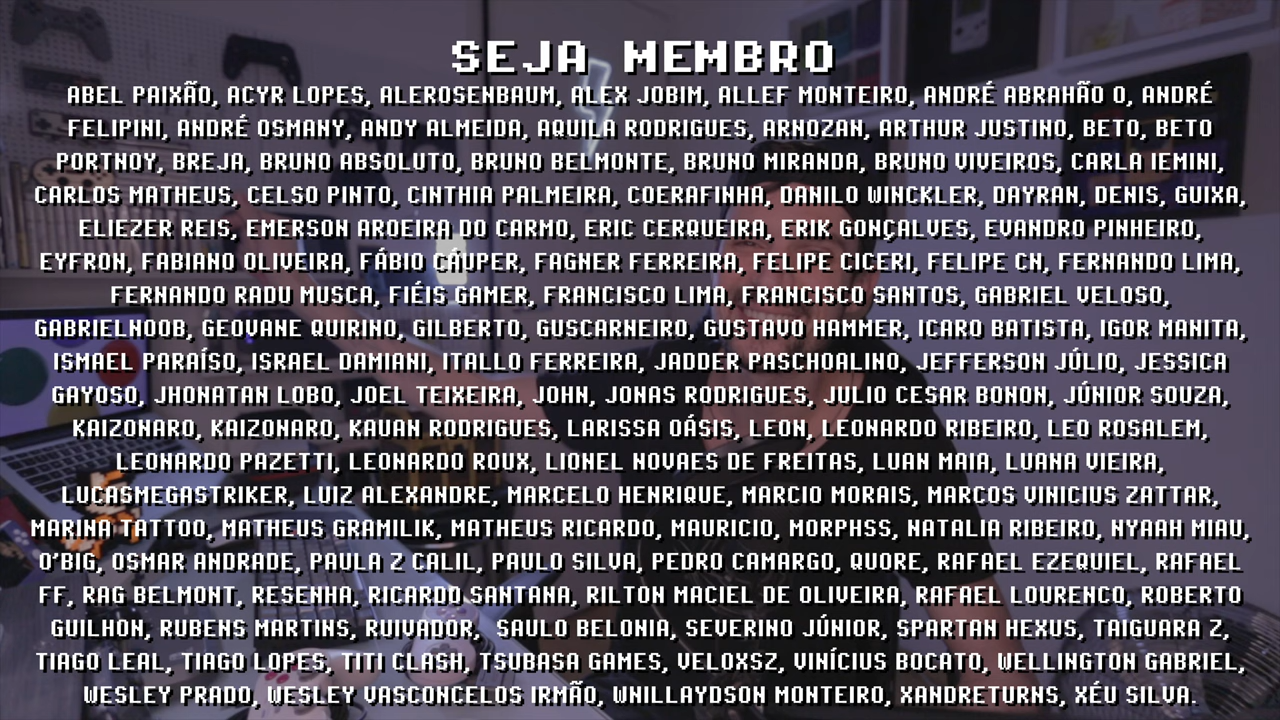 SEJA MEMBRO
ABEL PAIXÃO, ACYR LOPES, ALEROSENBAUM, ALEX JOBIM, ALLEF MONTEIRO, ANDRÉ ABRAHÃO O, ANDRÉ
FELIPINI, ANDRÉ OSMANY, ANDY ALMEIDA, AQUILA RODRIGUES, ARNOZAN, ARTHUR JUSTINO, BETO, BETO
PORTNOY, BREJA, BRUNO ABSOLUTO, BRUNO BELMONTE, BRUNO MIRANDA, BRUNO VIVEIROS, CARLA IEMINI,
CARLOS MATHEUS, CELSO PINTO, CINTHIA PALMEIRA, COERAFINHA, DANILO WINCKLER, DAYRAN, DENIS, GUIXA,
ELIEZER REIS, EMERSON AROEIRA DO CARMO, ERIC CERQUEIRA, ERIK GONÇALVES, EVANDRO PINHEIRO,
EYFRON, FABIANO OLIVEIRA, FÁBIO CÁUPER, FAGNER FERREIRA, FELIPE CICERI, FELIPE CN, FERNANDO LIMA,
FERNANDO RADU MUSCA, FIÉIS GAMER, FRANCISCO LIMA, FRANCISCO SANTOS, GABRIEL VELOSO,
GABRIELNOOB, GEOVANE QUIRINO, GILBERTO, GUSCARNEIRO, GUSTAVO HAMMER, ICARO BATISTA, IGOR MANITA,
ISMAEL PARAÍSO, ISRAEL DAMIANI, ITALLO FERREIRA, JADDER PASCHOALINO, JEFFERSON JÚLIO, JESSICA
GAYOSO, JHONATAN LOBO, JOEL TEIXEIRA, JOHN, JONAS RODRIGUES, JULIO CESAR BONON, JÚNIOR SOUZA,
KAIZONARO, KAIZONARO, KAUAN RODRIGUES, LARISSA OÁSIS, LEON, LEONARDO RIBEIRO, LEO ROSALEM,
LEONARDO PAZETTI, LEONARDO ROUX, LIONEL NOVAES DE FREITAS, LUAN MAIA, LUANA VIEIRA,
LUCASMEGASTRIKER, LUIZ ALEXANDRE, MARCELO HENRIQUE, MARCIO MORAIS, MARCOS VINICIUS ZATTAR,
MARINA TATTOO, MATHEUS GRAMILIK, MATHEUS RICARDO, MAURICIO, MORPHSS, NATALIA RIBEIRO, NYAAH MIAU,
O'BIG, OSMAR ANDRADE, PAULA Z CALIL, PAULO SILVA, PEDRO CAMARGO, QUORE, RAFAEL EZEQUIEL, RAFAEL
FF, RAG BELMONT, RESENHA, RICARDO SANTANA, RILTON MACIEL DE OLIVEIRA, RAFAEL LOURENCO, ROBERTO
GUILHON, RUBENS MARTINS, RUIVADOR, SAULO BELONIA, SEVERINO JÚNIOR, SPARTAN HEXUS, TAIGUARA Z,
TIAGO LEAL, TIAGO LOPES, TITI CLASH, TSUBASA GAMES, VELOXSZ, VINÍCIUS BOCATO, WELLINGTON GABRIEL,
WESLEY PRADO, WESLEY VASCONCELOS IRMÃO, WNILLAYDSON MONTEIRO, XANDRETURNS, XÉU SILVA.